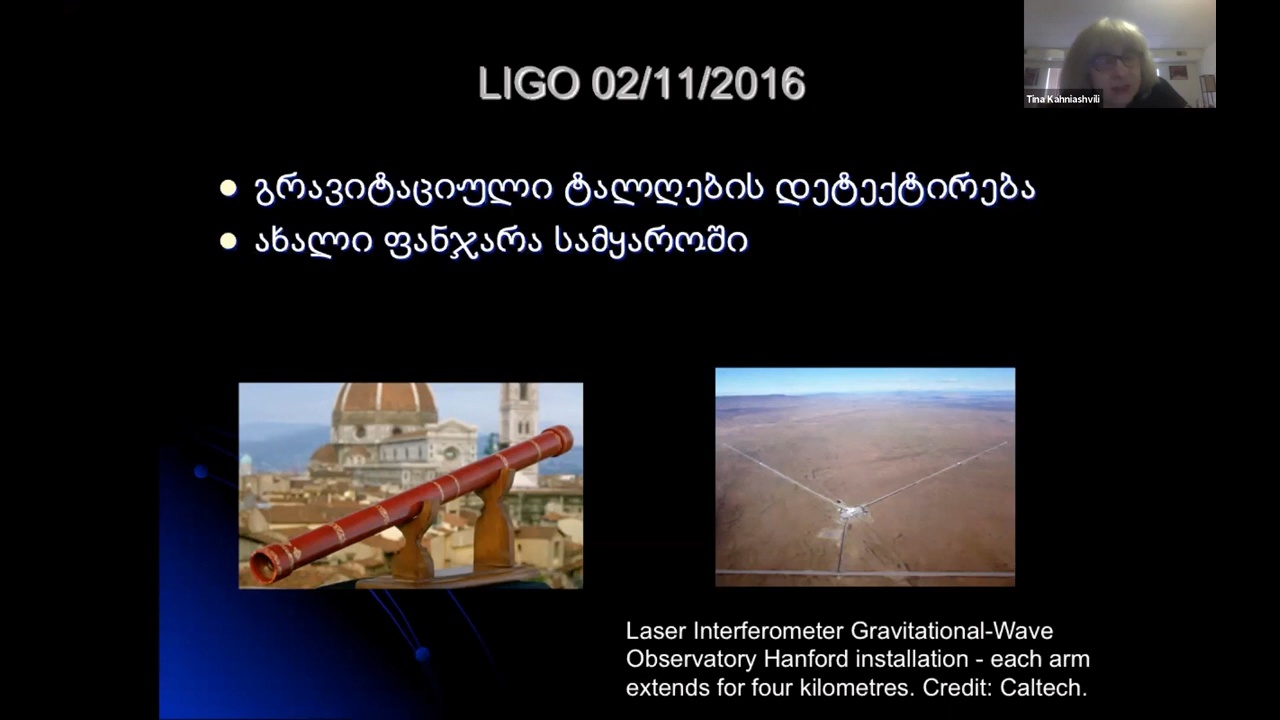 LIGO 02/11/2016
Tina Kahniashvili
გრავიტაციული ტალღების დეტექტირება
ახალი ფანჯარა სამყაროში
Laser Interferometer Gravitational-Wave
Observatory Hanford installation - each arm
extends for four kilometres. Credit: Caltech.